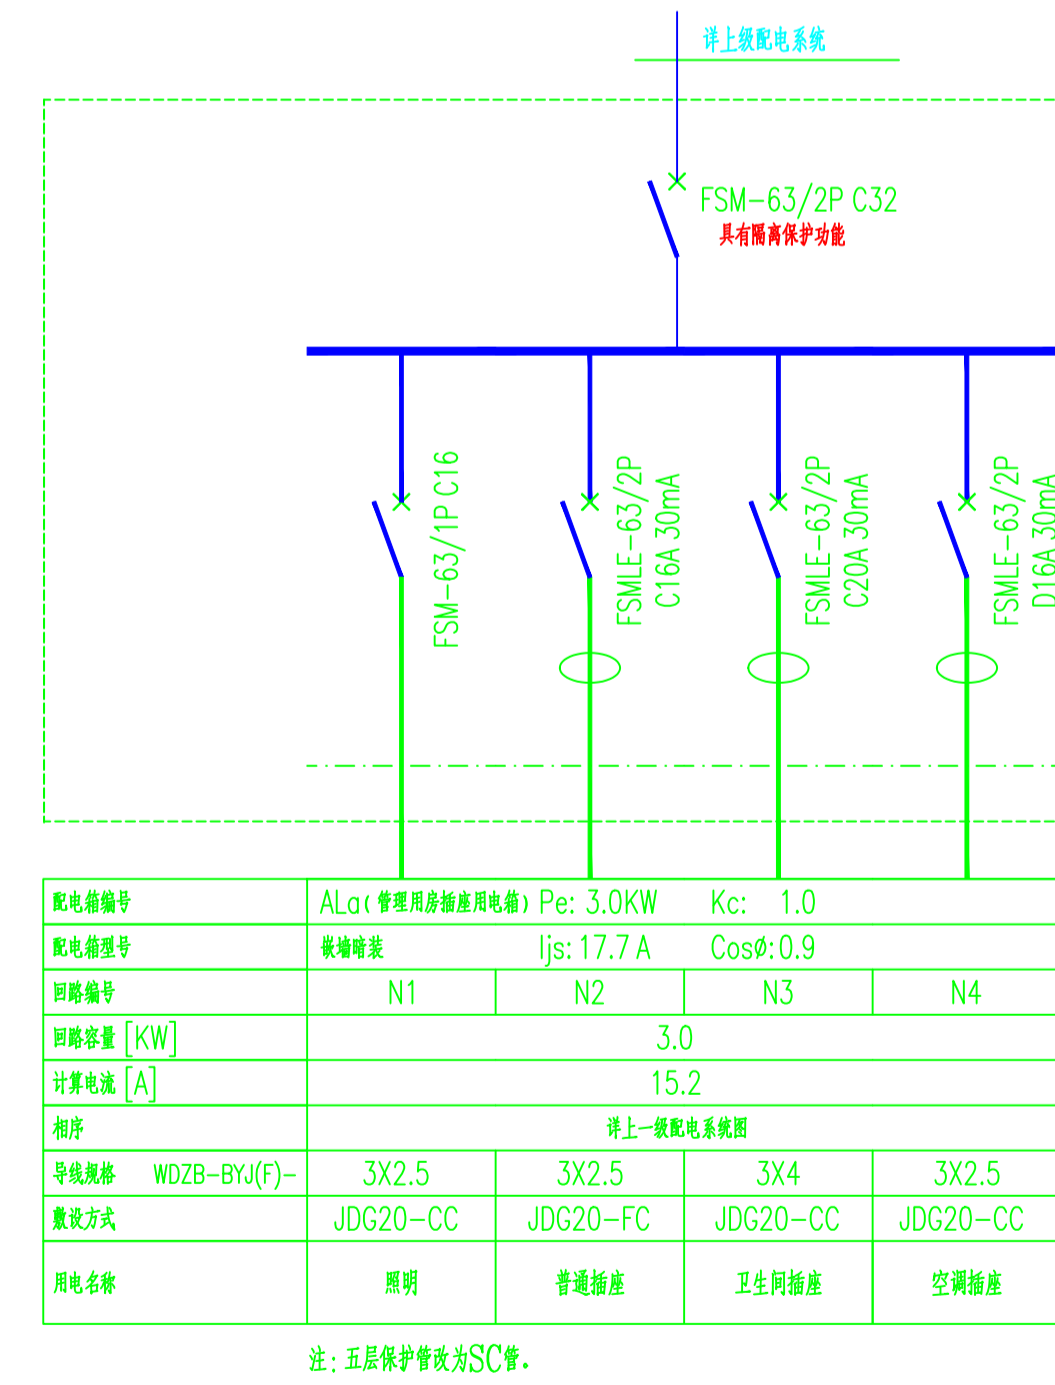 详上级配电系统
FSM-63/2P C32
具有隔离保护功能
FSM-63/1P C16
FSMLE-63/2P
C16A 30mA
FSMLE-63/2P
C20A 30mA
FSMLE-63/2P
D16A 30mA
配电箱编号 ALa(管理用房插座用电箱) Pe: 3.0KW Kc: 1.0
配电箱型号 嵌墙暗装 Ijs: 17.7A Cosø: 0.9
回路编号 N1 N2 N3 N4
回路容量 [KW] 3.0
计算电流 [A] 15.2
相序 详上一级配电系统图
导线规格 WDZB-BYJ(F)- 3X2.5 3X2.5 3X4 3X2.5
敷设方式 JDG20-CC JDG20-FC JDG20-CC JDG20-CC
用电名称 照明 普通插座 卫生间插座 空调插座
注: 五层保护管改为SC管。